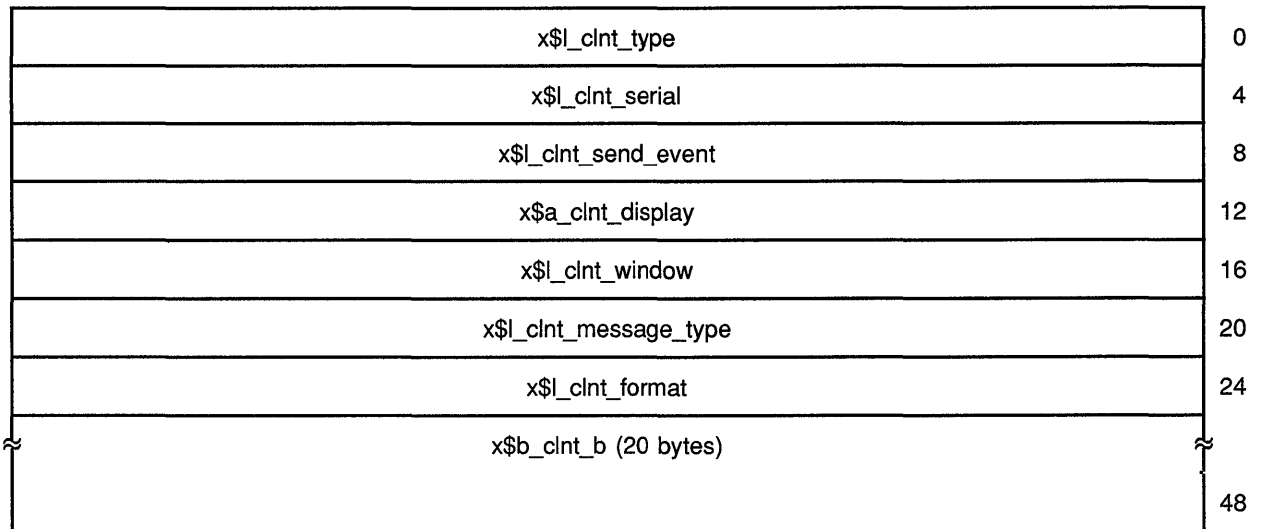 x$l_clnt_type 0
x$l_clnt_serial 4
x$l_clnt_send_event 8
x$a_clnt_display 12
x$l_clnt_window 16
x$l_clnt_message_type 20
x$l_clnt_format 24
x$b_clnt_b (20 bytes)
48